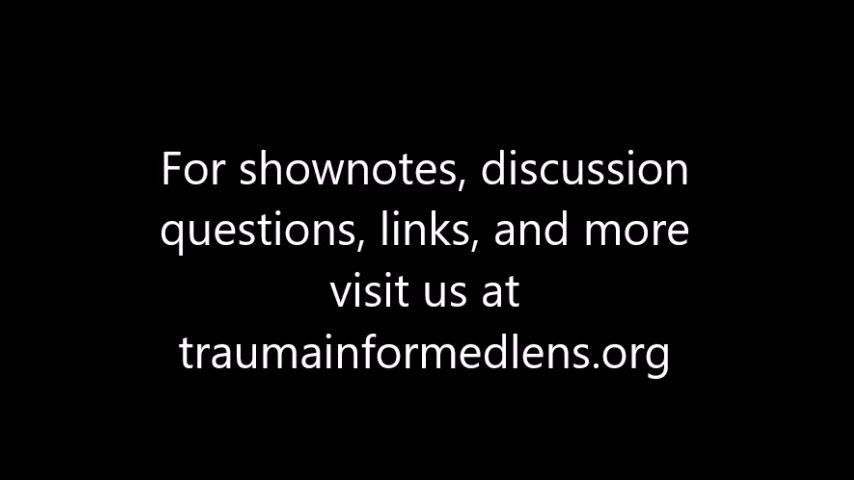 For shownotes, discussion
questions, links, and more
visit us at
traumainformedlens.org